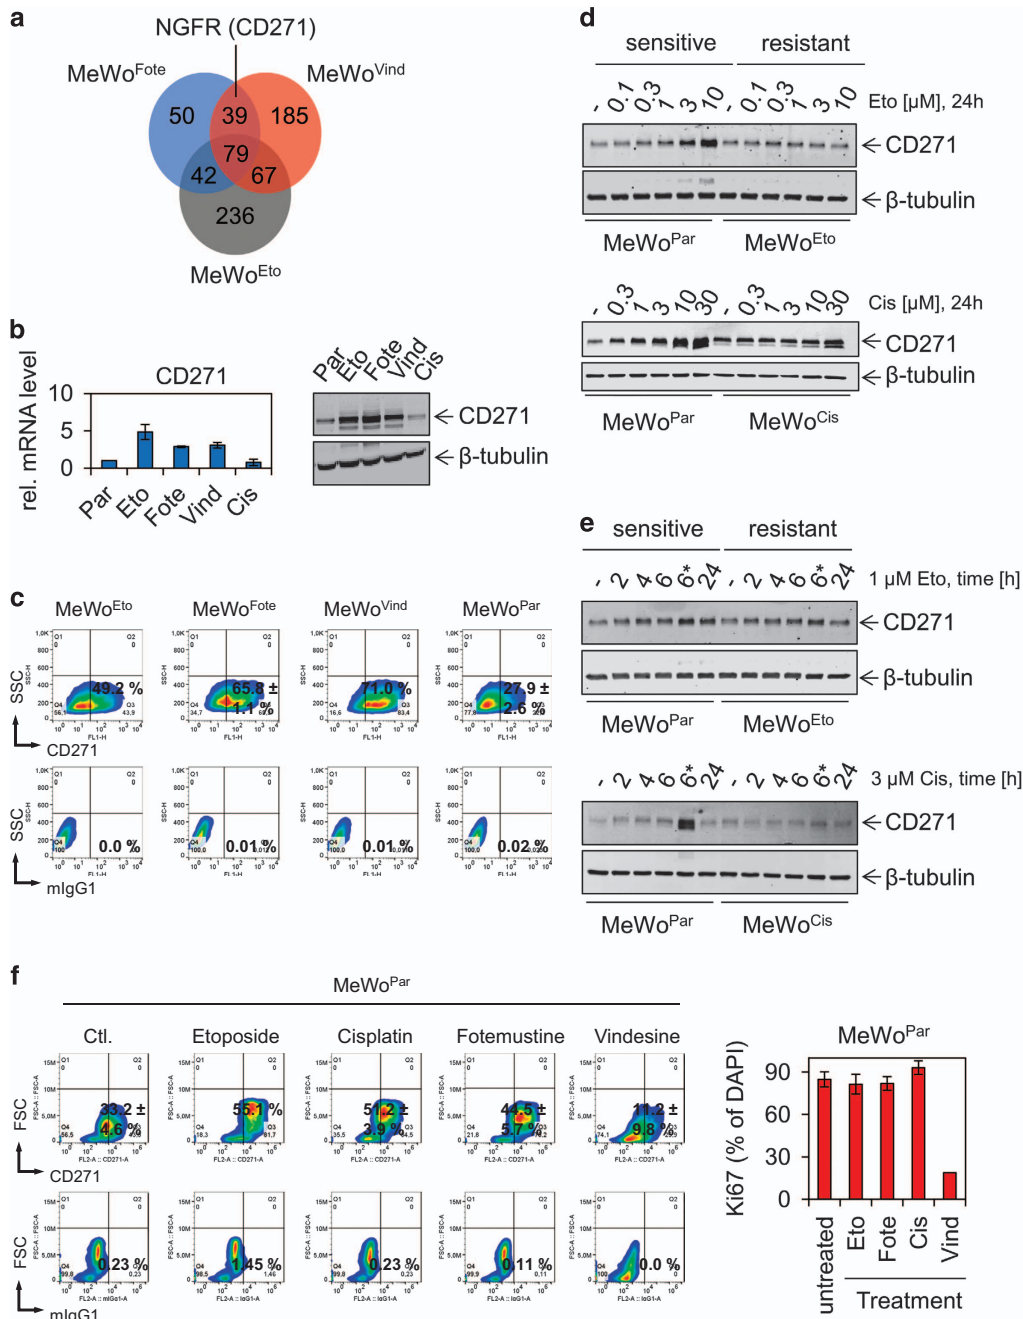 a
NGFR (CD271)
MeWoFote
MeWoVind
50
39
185
79
42
67
236
MeWoEto
b
CD271
rel. mRNA level
10
5
0
Par
Eto
Fote
Vind
Cis
Par
Eto
Fote
Vind
Cis
CD271
β-tubulin
c
MeWoEto
MeWoFote
MeWoVind
MeWoPar
SSC
CD271
49.2 %
65.8 ±
1.1 %
71.0 %
27.9 ±
2.6 %
SSC
mIgG1
0.0 %
0.01 %
0.01 %
0.02 %
d
sensitive
resistant
- 0.1 0.3 1 3 10 - 0.1 0.3 1 3 10
Eto [µM], 24h
CD271
β-tubulin
MeWoPar
MeWoEto
- 0.3 1 3 10 30 - 0.3 1 3 10 30
Cis [µM], 24h
CD271
β-tubulin
MeWoPar
MeWoCis
e
sensitive
resistant
- 2 4 6 6* 24 - 2 4 6 6* 24
1 µM Eto, time [h]
CD271
β-tubulin
MeWoPar
MeWoEto
- 2 4 6 6* 24 - 2 4 6 6* 24
3 µM Cis, time [h]
CD271
β-tubulin
MeWoPar
MeWoCis
f
MeWoPar
Ctl.
Etoposide
Cisplatin
Fotemustine
Vindesine
FSC
CD271
33.2 ±
4.6 %
55.1 %
51.2 ±
3.9 %
44.5 ±
5.7 %
11.2 ±
9.8 %
FSC
mIgG1
0.23 %
1.45 %
0.23 %
0.11 %
0.0 %
MeWoPar
Ki67 (% of DAPI)
90
60
30
0
untreated
Eto
Fote
Cis
Vind
Treatment